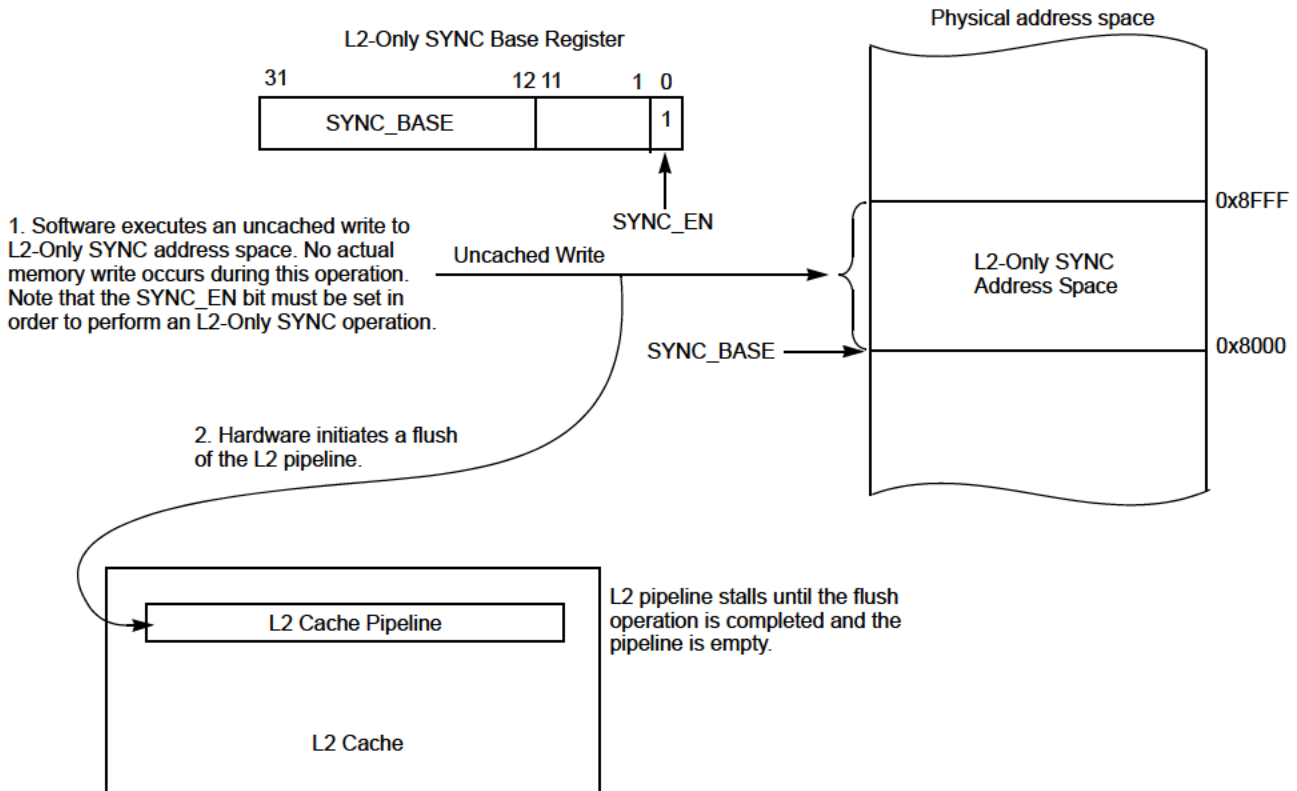 Physical address space
L2-Only SYNC Base Register
31 12 11 1 0
SYNC_BASE 1
SYNC_EN
0x8FFF
1. Software executes an uncached write to
L2-Only SYNC address space. No actual
memory write occurs during this operation.
Note that the SYNC_EN bit must be set in
order to perform an L2-Only SYNC operation.
Uncached Write
L2-Only SYNC
Address Space
SYNC_BASE
0x8000
2. Hardware initiates a flush
of the L2 pipeline.
L2 Cache Pipeline
L2 pipeline stalls until the flush
operation is completed and the
pipeline is empty.
L2 Cache